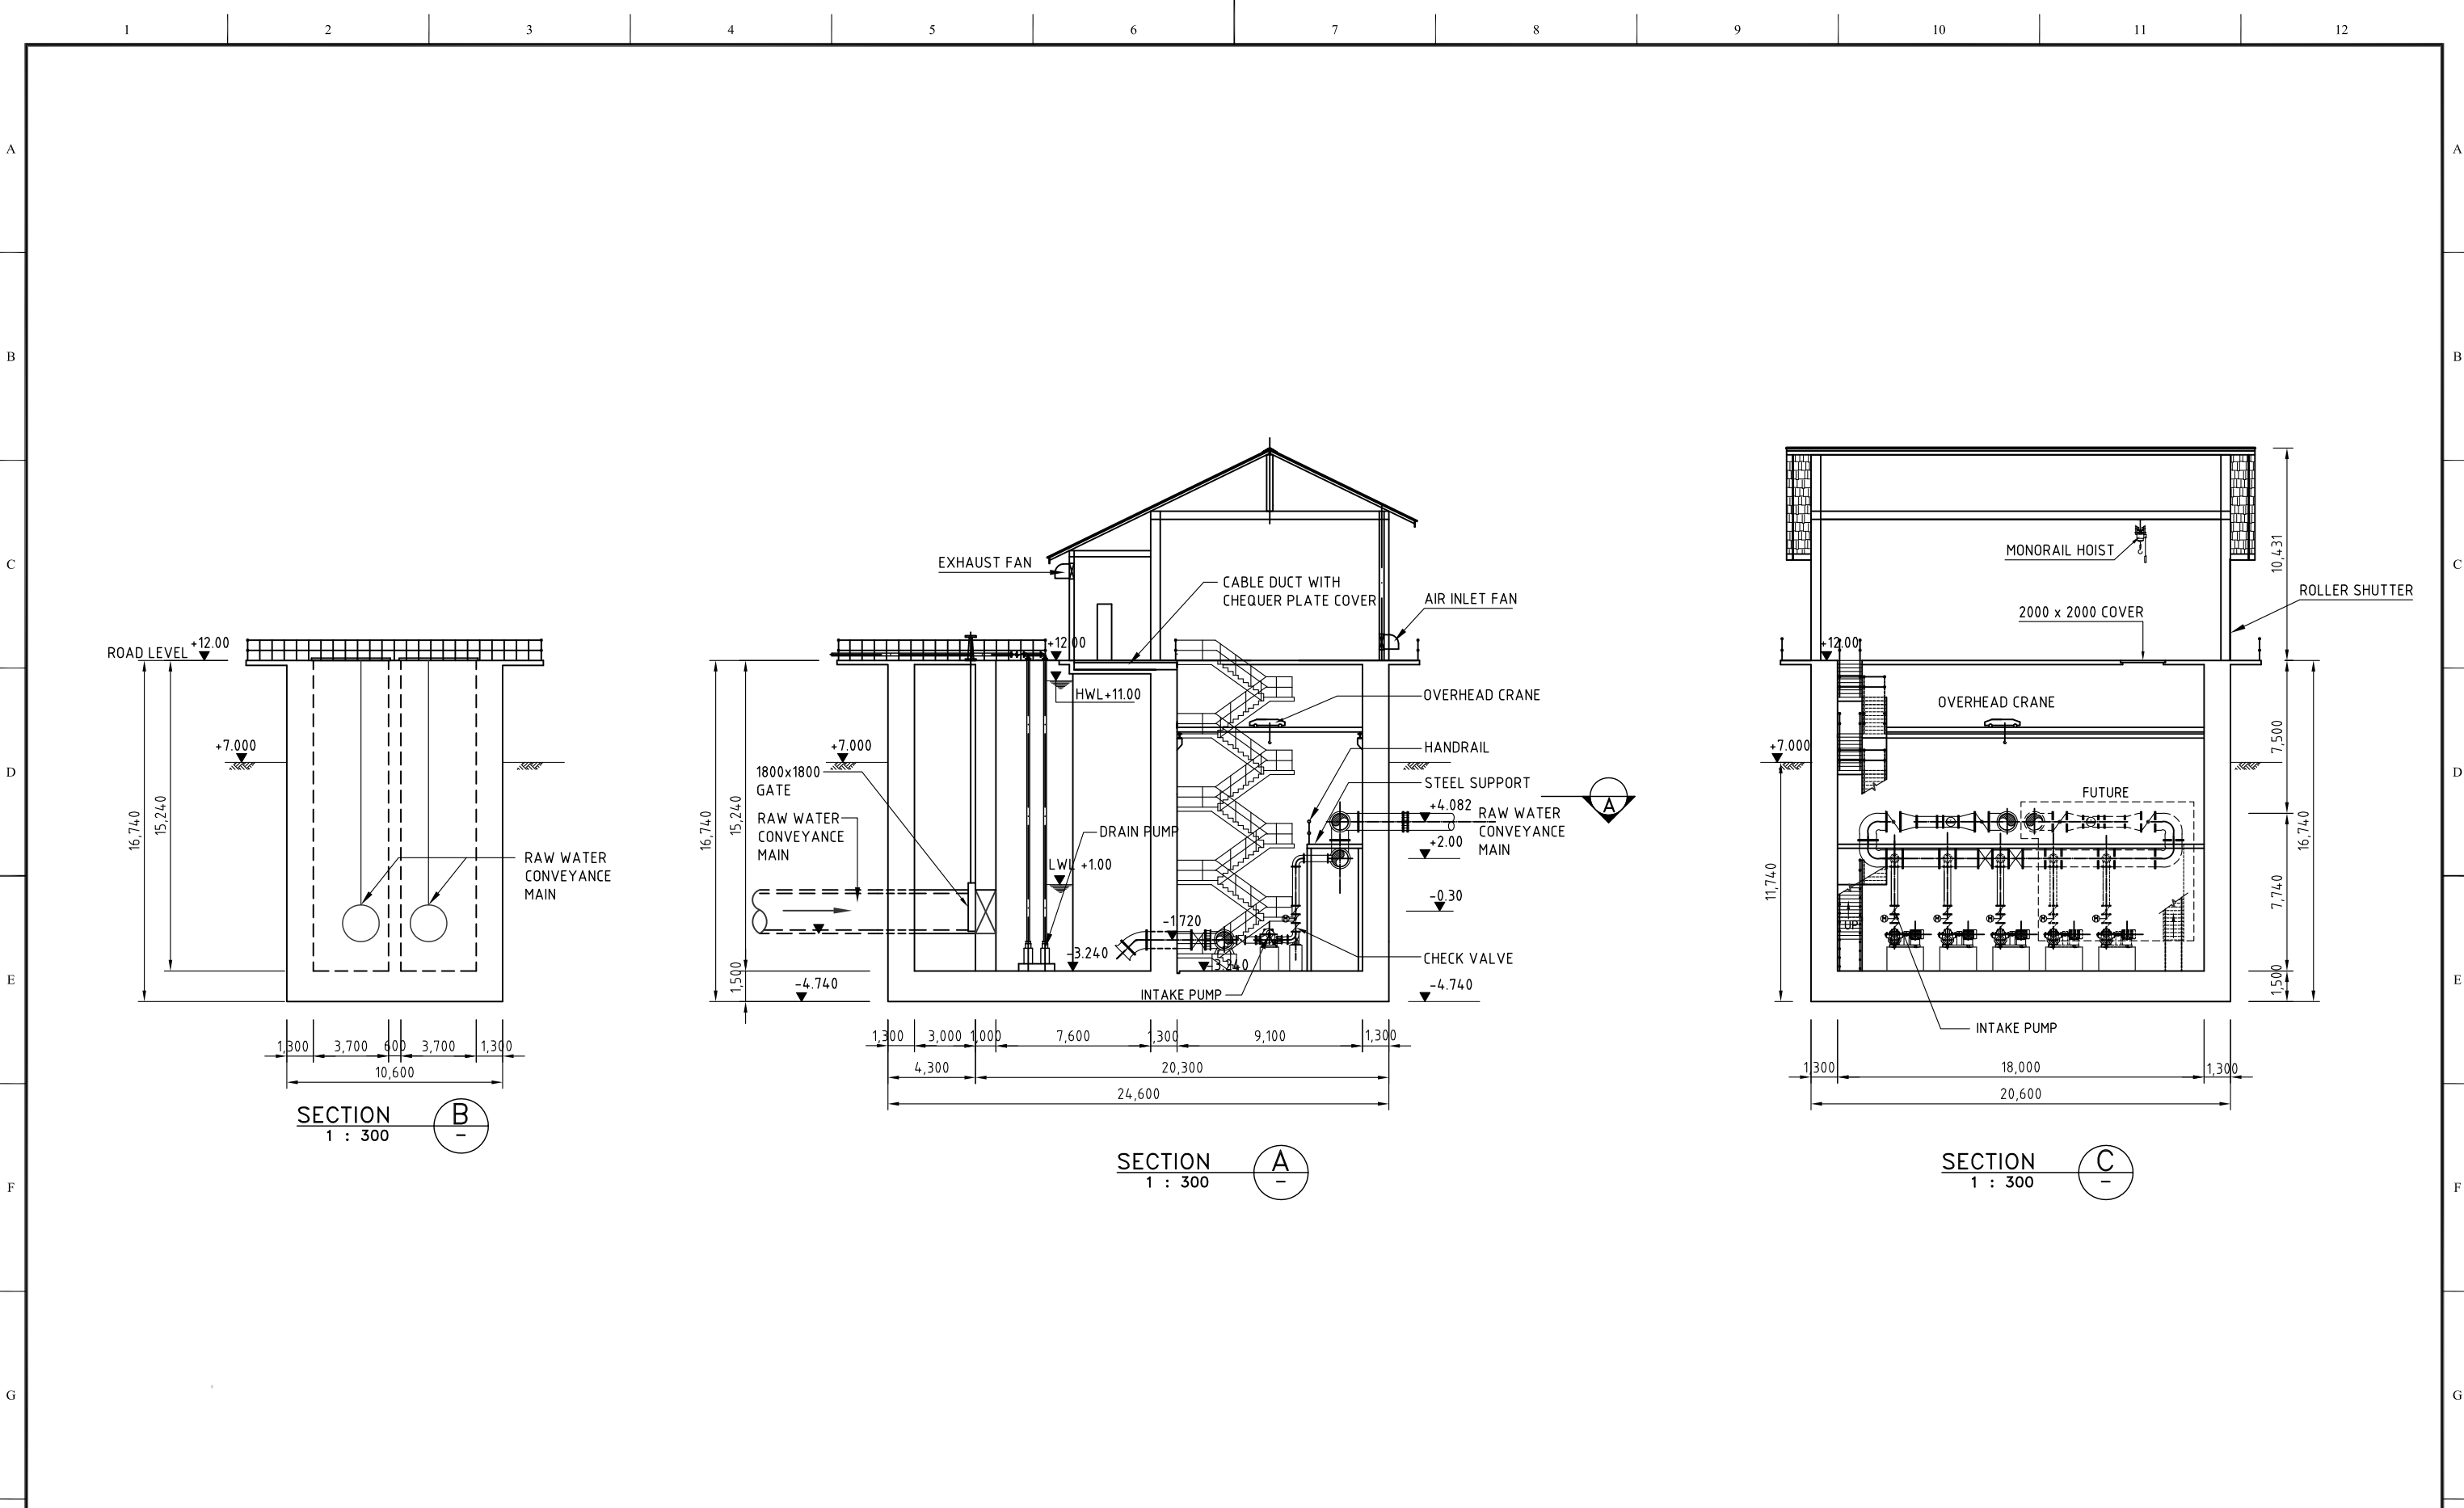 1 2 3 4 5 6 7 8 9 10 11 12
A A
B B
C C
D D
E E
F F
G G
ROAD LEVEL +12.00
+7.000
16,740
15,240
RAW WATER
CONVEYANCE
MAIN
1,300 3,700 600 3,700 1,300
10,600
SECTION B
1 : 300 -
EXHAUST FAN
CABLE DUCT WITH
CHEQUER PLATE COVER
AIR INLET FAN
+12.00
HWL+11.00
OVERHEAD CRANE
+7.000
HANDRAIL
1800x1800
GATE
STEEL SUPPORT
A
+4.082
RAW WATER
CONVEYANCE
MAIN
+2.00
RAW WATER
CONVEYANCE
MAIN
DRAIN PUMP
LWL +1.00
16,740
15,240
1,500
-0.30
-1.720
-3.240
-3.240
CHECK VALVE
-4.740
INTAKE PUMP
-4.740
1,300 3,000 1,000 7,600 1,300 9,100 1,300
4,300 20,300
24,600
SECTION A
1 : 300 -
MONORAIL HOIST
10,431
ROLLER SHUTTER
2000 x 2000 COVER
+12.00
OVERHEAD CRANE
7,500
+7.000
FUTURE
16,740
11,740
7,740
UP
1,500
INTAKE PUMP
1,300 18,000 1,300
20,600
SECTION C
1 : 300 -